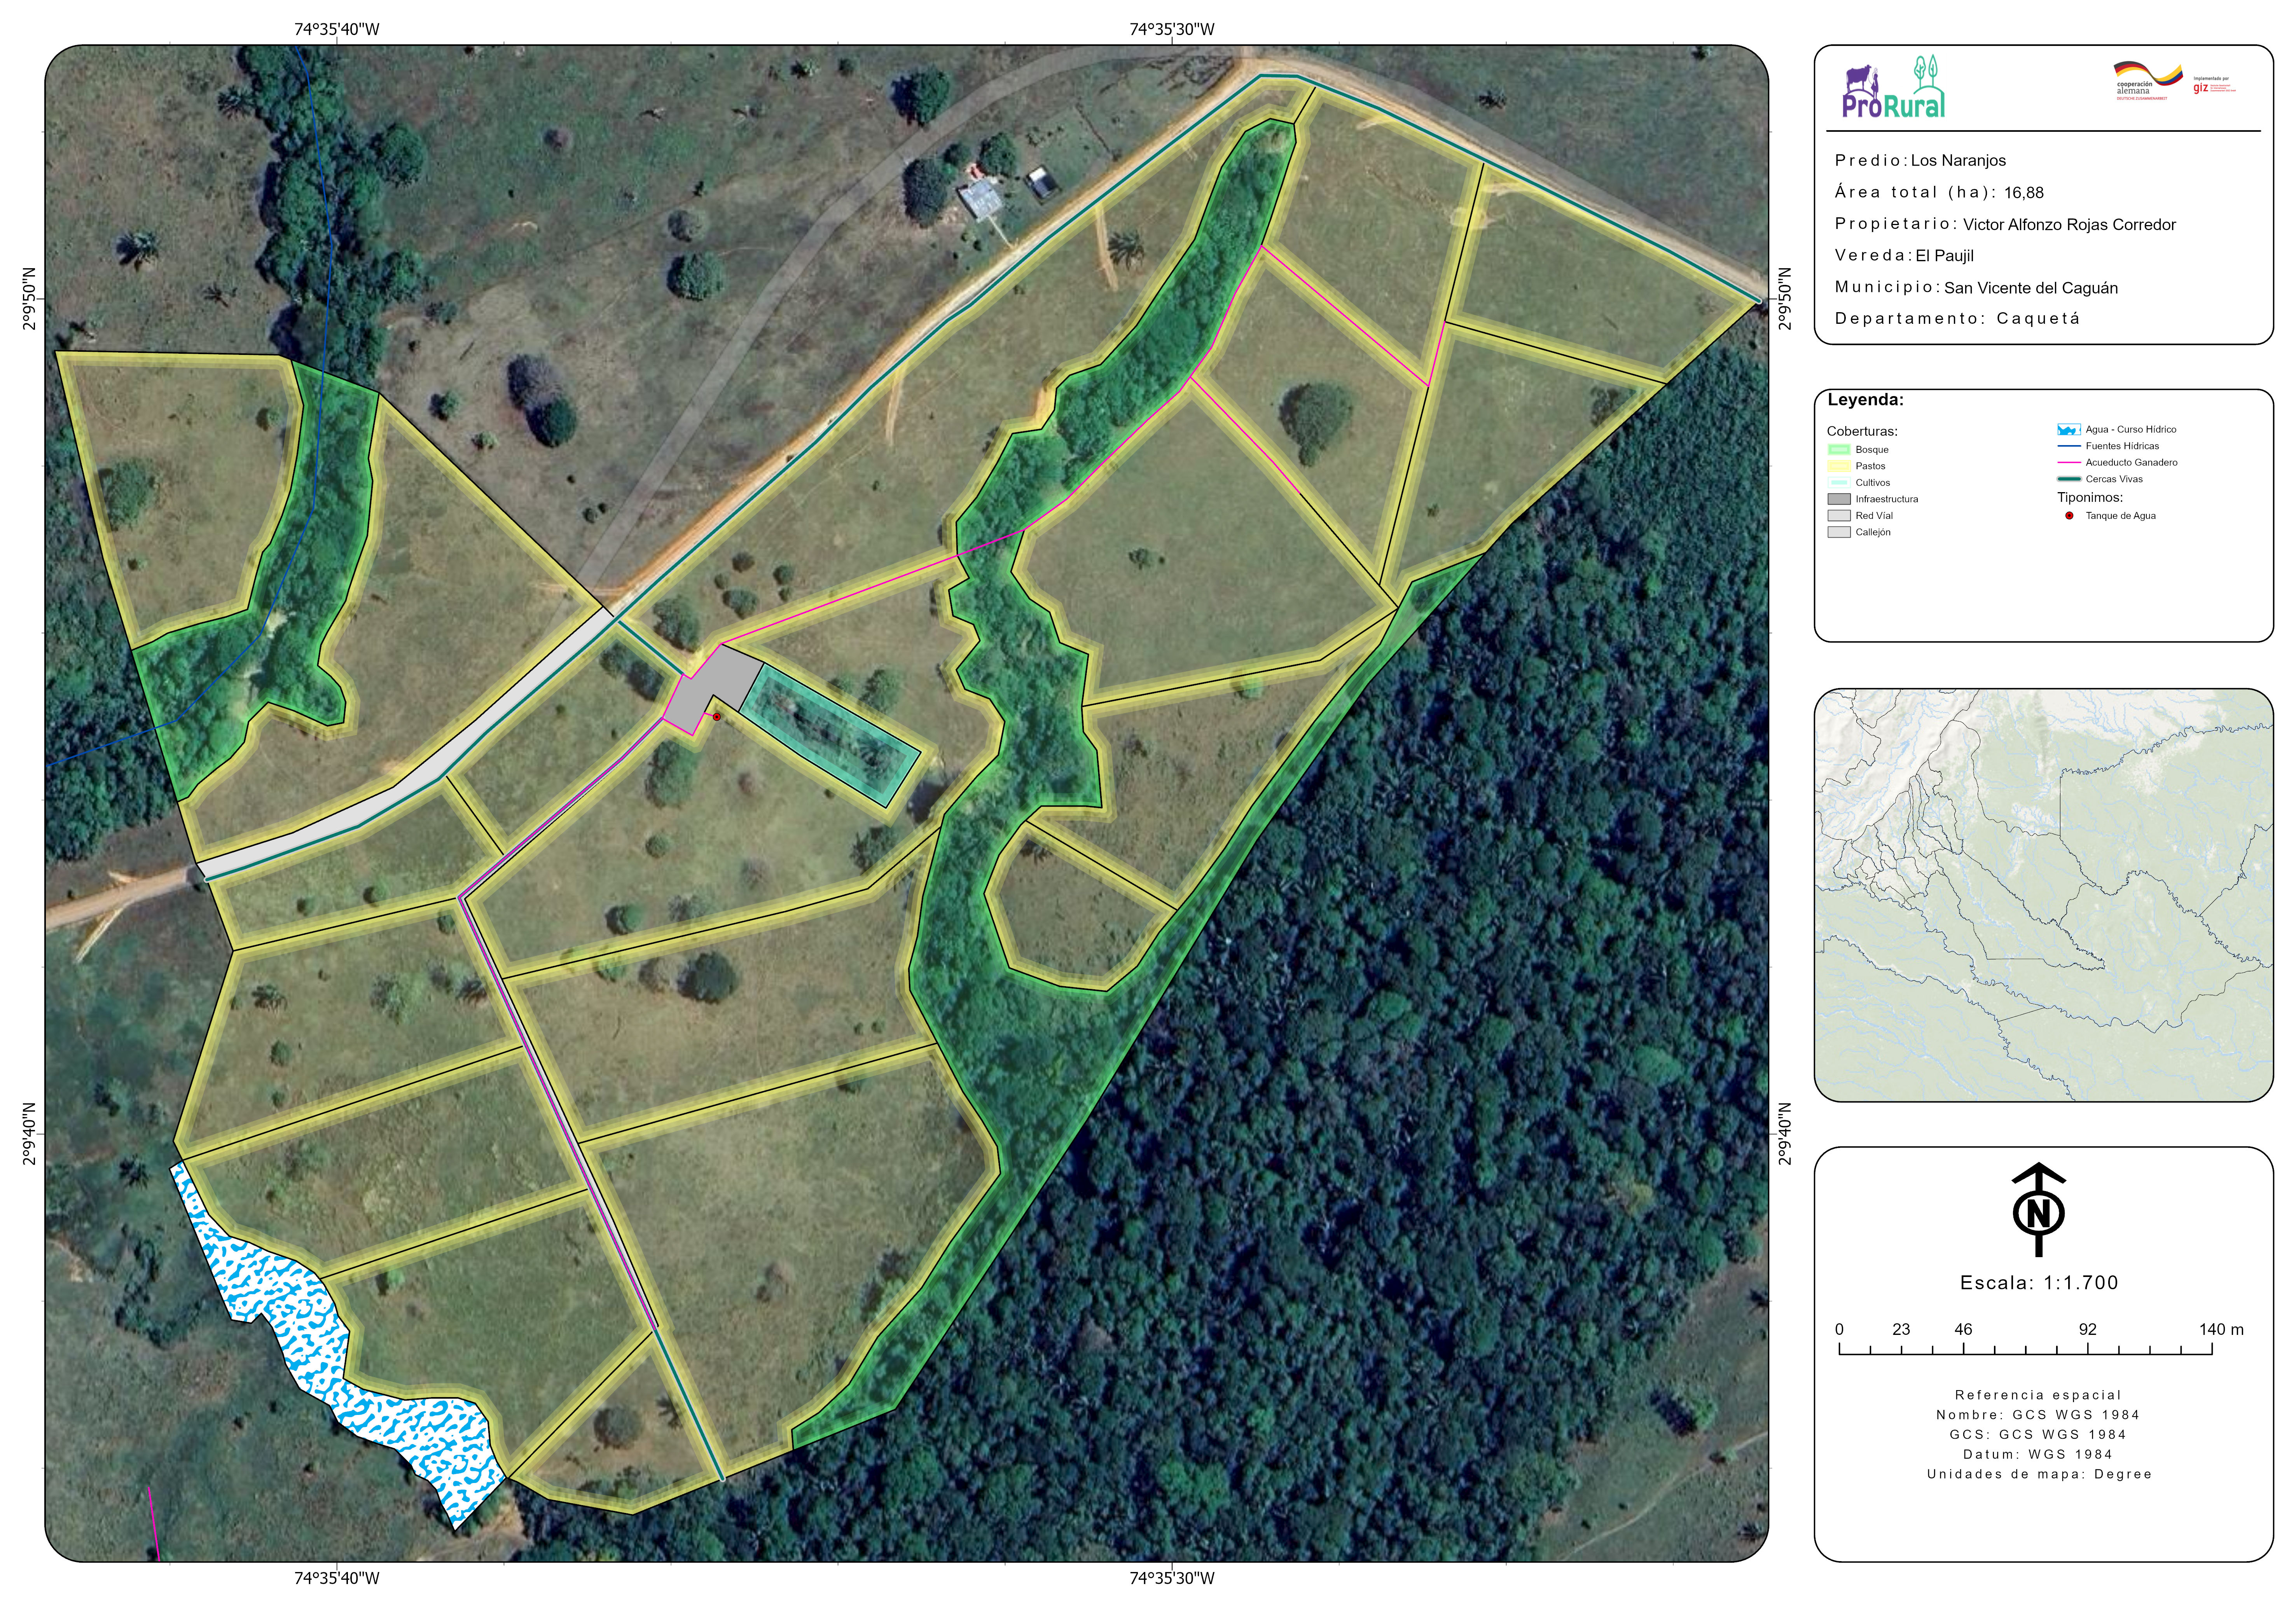 74°35'40"W
74°35'30"W
2°9'50"N
2°9'50"N
2°9'40"N
2°9'40"N
74°35'40"W
74°35'30"W
ProRural
cooperación
alemana
DEUTSCHE ZUSAMMENARBEIT
Implementada por
giz
Predio: Los Naranjos
Área total (ha): 16,88
Propietario: Victor Alfonzo Rojas Corredor
Vereda: El Paujil
Municipio: San Vicente del Caguán
Departamento: Caquetá
Leyenda:
Coberturas:
Bosque
Pastos
Cultivos
Infraestructura
Red Víal
Callejón
Agua - Curso Hídrico
Fuentes Hídricas
Acueducto Ganadero
Cercas Vivas
Tiponimos:
Tanque de Agua
N
Escala: 1:1.700
0 23 46 92 140 m
Referencia espacial
Nombre: GCS WGS 1984
GCS: GCS WGS 1984
Datum: WGS 1984
Unidades de mapa: Degree